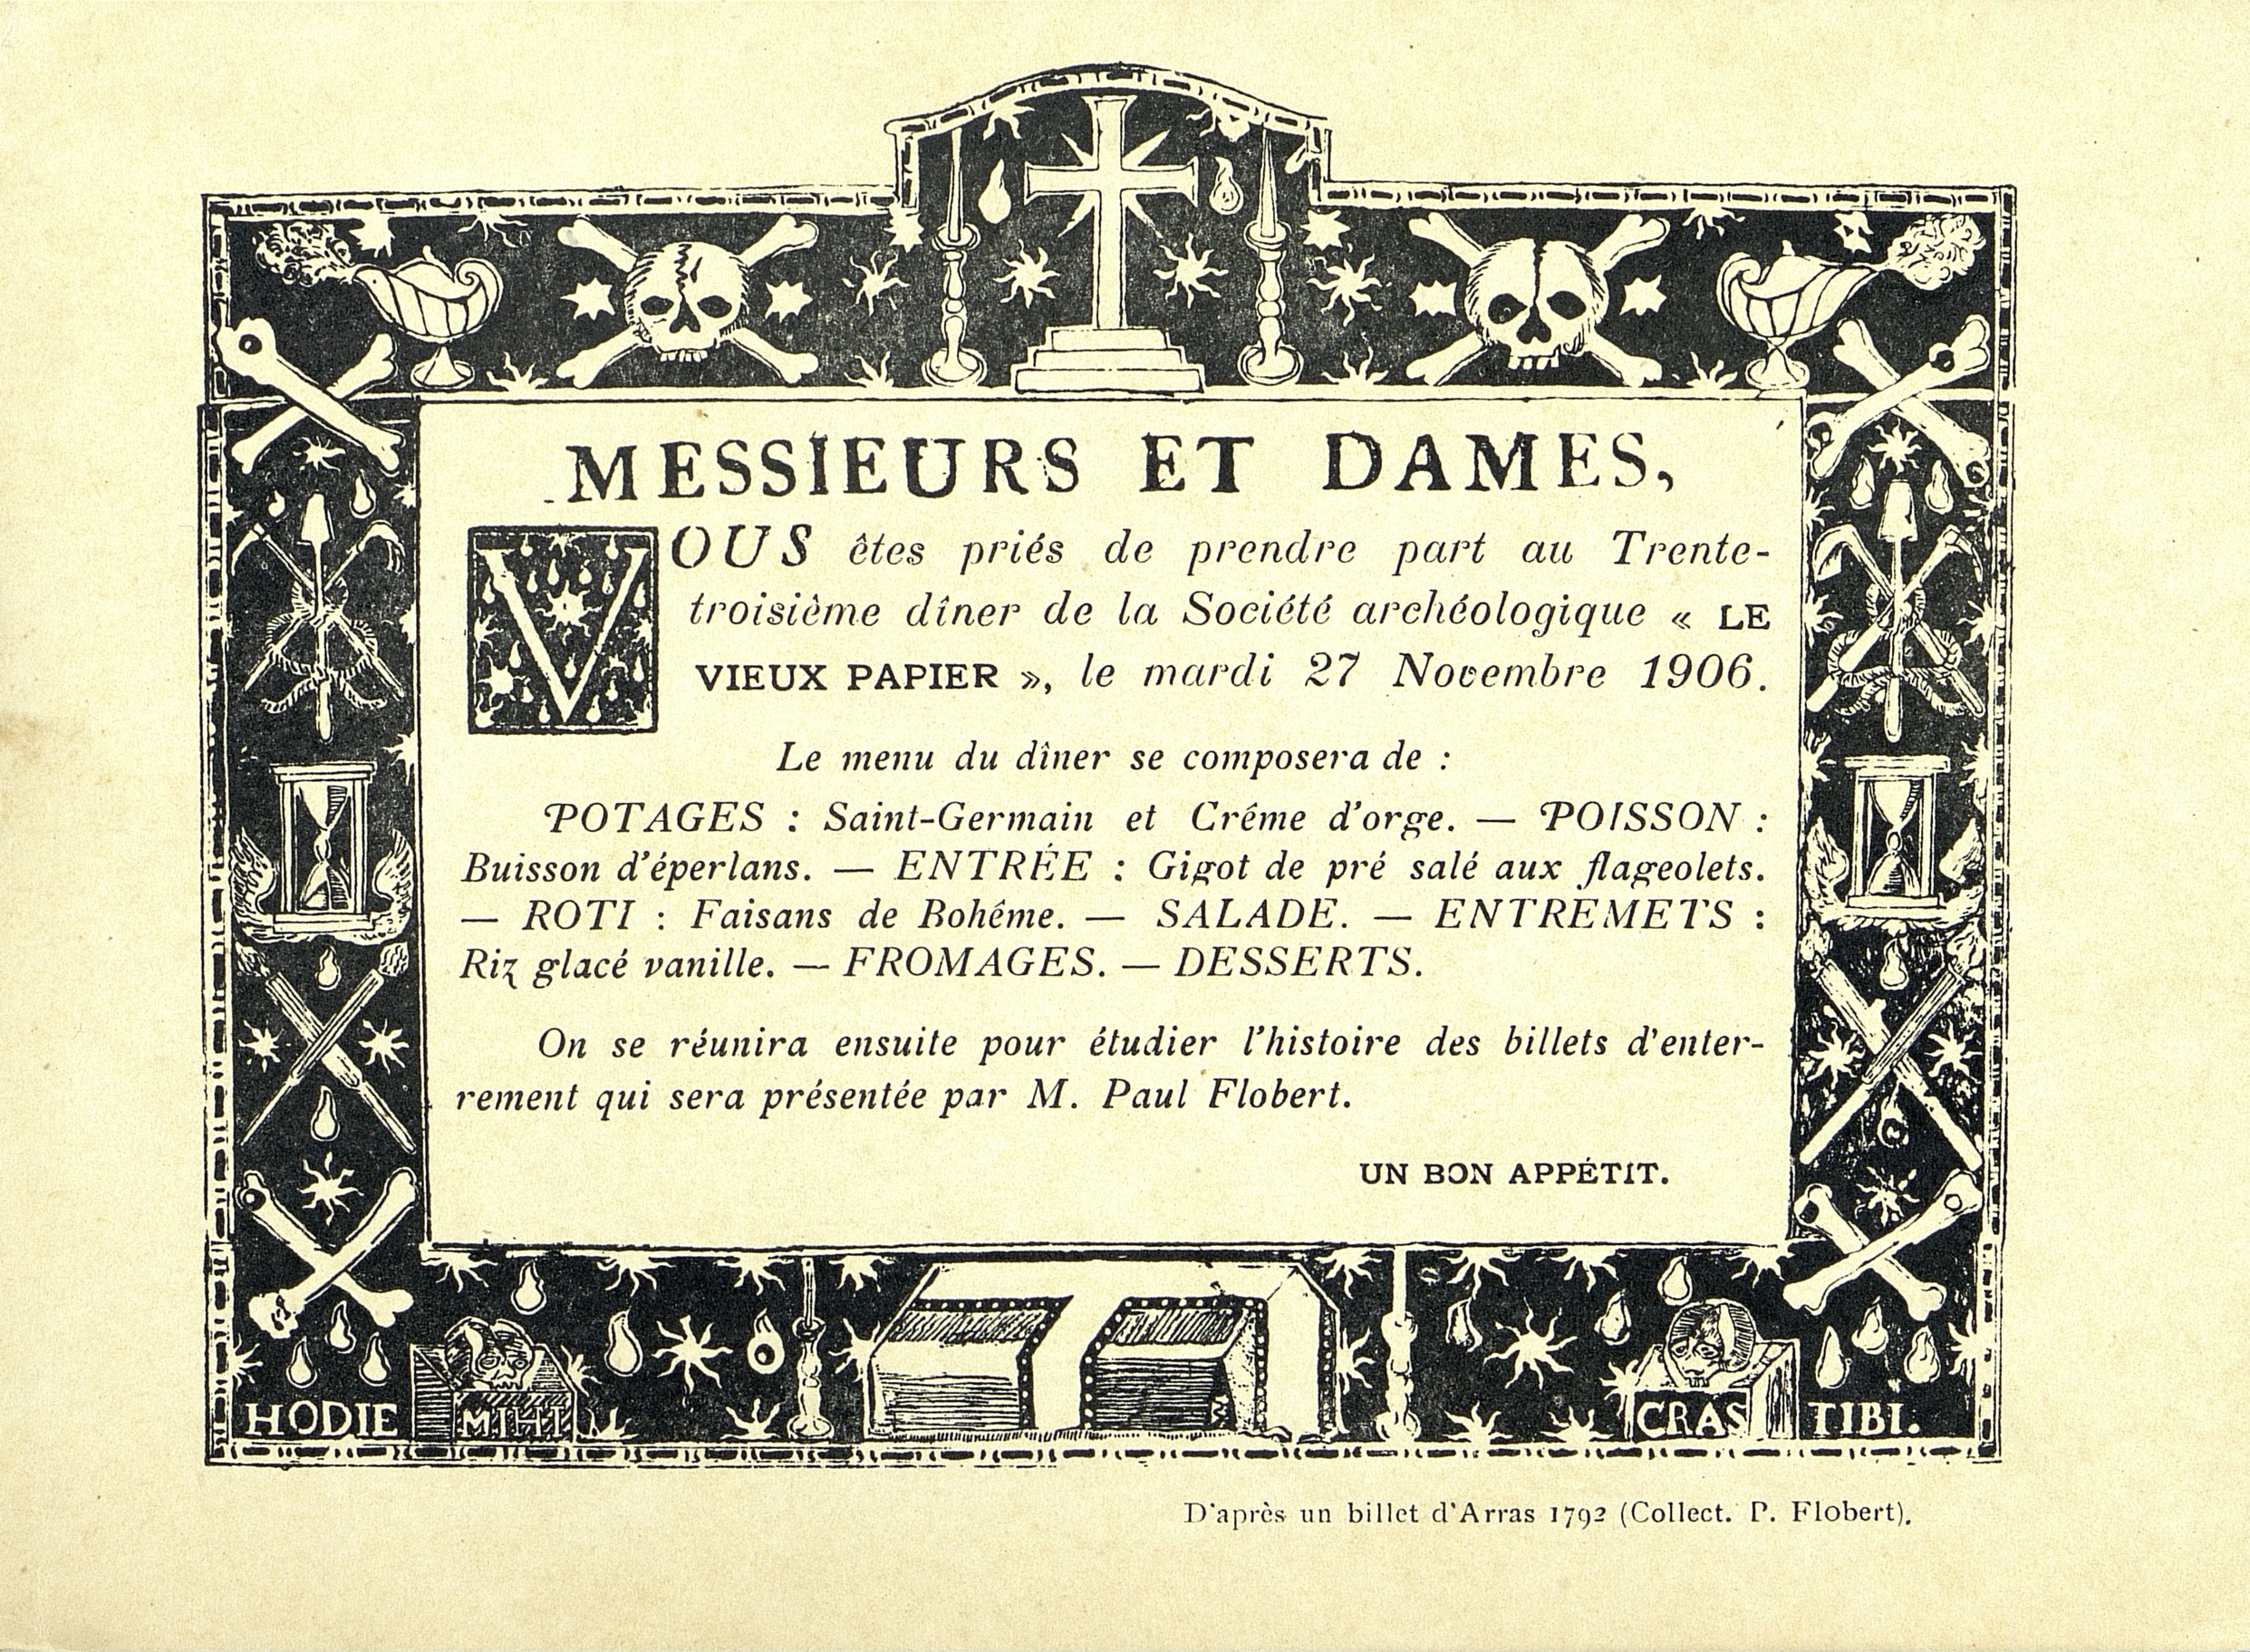 MESSIEURS ET DAMES,
VOUS êtes priés de prendre part au Trente-
troisième dîner de la Société archéologique « LE
VIEUX PAPIER », le mardi 27 Novembre 1906.
Le menu du dîner se composera de :
POTAGES : Saint-Germain et Créme d'orge. — POISSON :
Buisson d'éperlans. — ENTRÉE : Gigot de pré salé aux flageolets.
— ROTI : Faisans de Bohême. — SALADE. — ENTREMETS :
Riz glacé vanille. — FROMAGES. — DESSERTS.
On se réunira ensuite pour étudier l'histoire des billets d'enter-
rement qui sera présentée par M. Paul Flobert.
UN BON APPÉTIT.
HODIE MIHI CRAS TIBI.
D'après un billet d'Arras 1792 (Collect. P. Flobert).